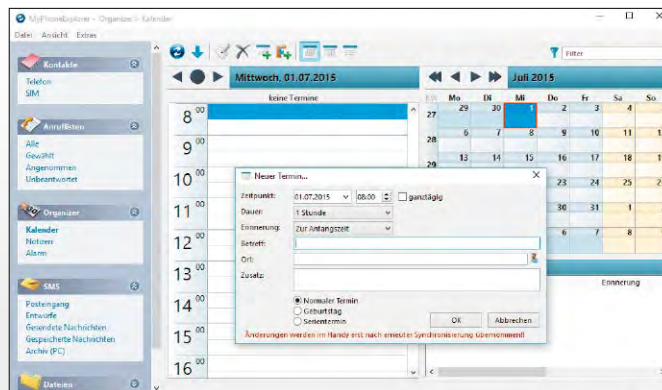 MyPhoneExplorer - Organizer > Kalender
Datei Ansicht Extras
Kontakte
Telefon
SIM
Anruflisten
Alle
Gewählt
Angenommen
Unbeantwortet
Organizer
Kalender
Notizen
Alarm
SMS
Posteingang
Entwürfe
Gesendete Nachrichten
Gespeicherte Nachrichten
Archiv (PC)
Dateien
Filter
Mittwoch, 01.07.2015
keine Termine
8 00
9 00
10 00
11 00
12 00
13 00
14 00
15 00
16 00
Juli 2015
KW Mo Di Mi Do Fr Sa So
27 29 30 1 2 3 4
28 6 7 8 9 10 11
29 13 14 15 16 17 18
23 24 25
30 31 1
6 7 8
Erinnerung
Neuer Termin...
Zeitpunkt: 01.07.2015 08:00 ganztägig
Dauer: 1 Stunde
Erinnerung: Zur Anfangszeit
Betreff:
Ort:
Zusatz:
Normaler Termin
Geburtstag
Serientermin
OK Abbrechen
Änderungen werden im Handy erst nach erneuter Synchronisierung übernommen!